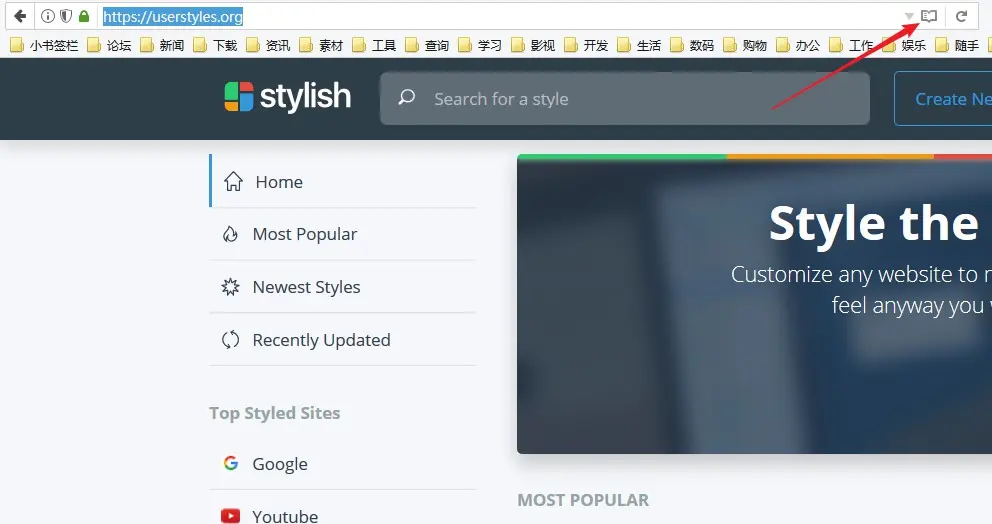 https://userstyles.org
小书签栏 论坛 新闻 下载 资讯 素材 工具 查询 学习 影视 开发 生活 数码 购物 办公 工作 娱乐 随手
stylish
Search for a style
Create Ne
Home
Most Popular
Newest Styles
Recently Updated
Top Styled Sites
Google
Youtube
Style the
Customize any website to
feel anyway you
MOST POPULAR